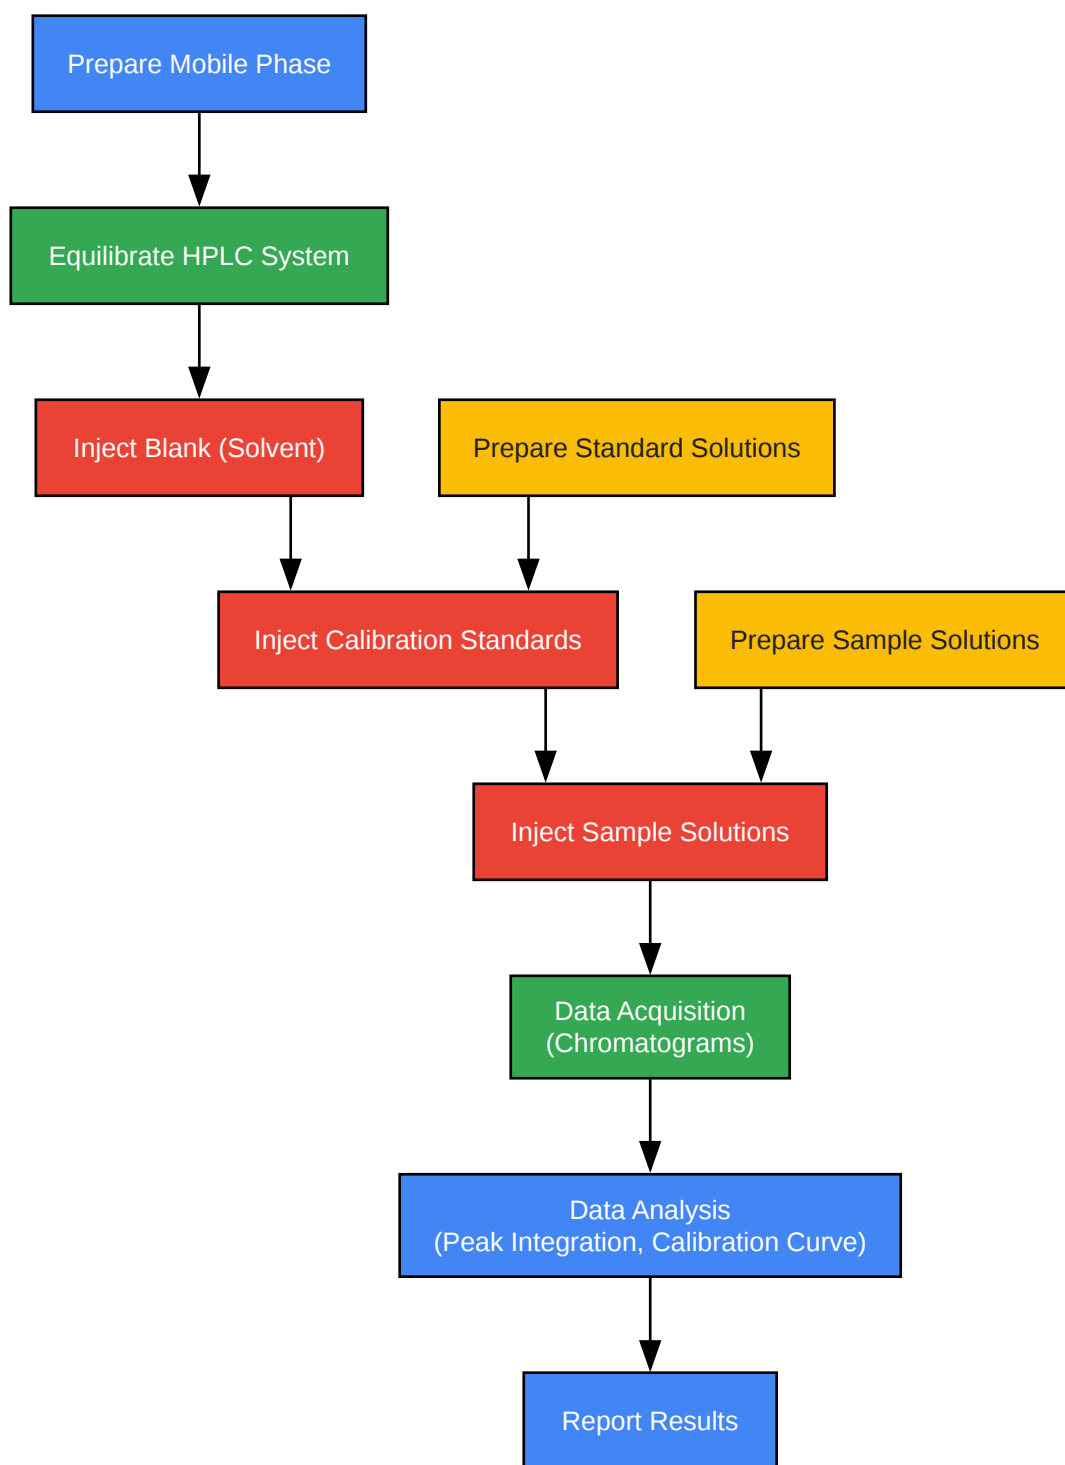 Prepare Mobile Phase
Equilibrate HPLC System
Inject Blank (Solvent)
Prepare Standard Solutions
Inject Calibration Standards
Prepare Sample Solutions
Inject Sample Solutions
Data Acquisition
(Chromatograms)
Data Analysis
(Peak Integration, Calibration Curve)
Report Results